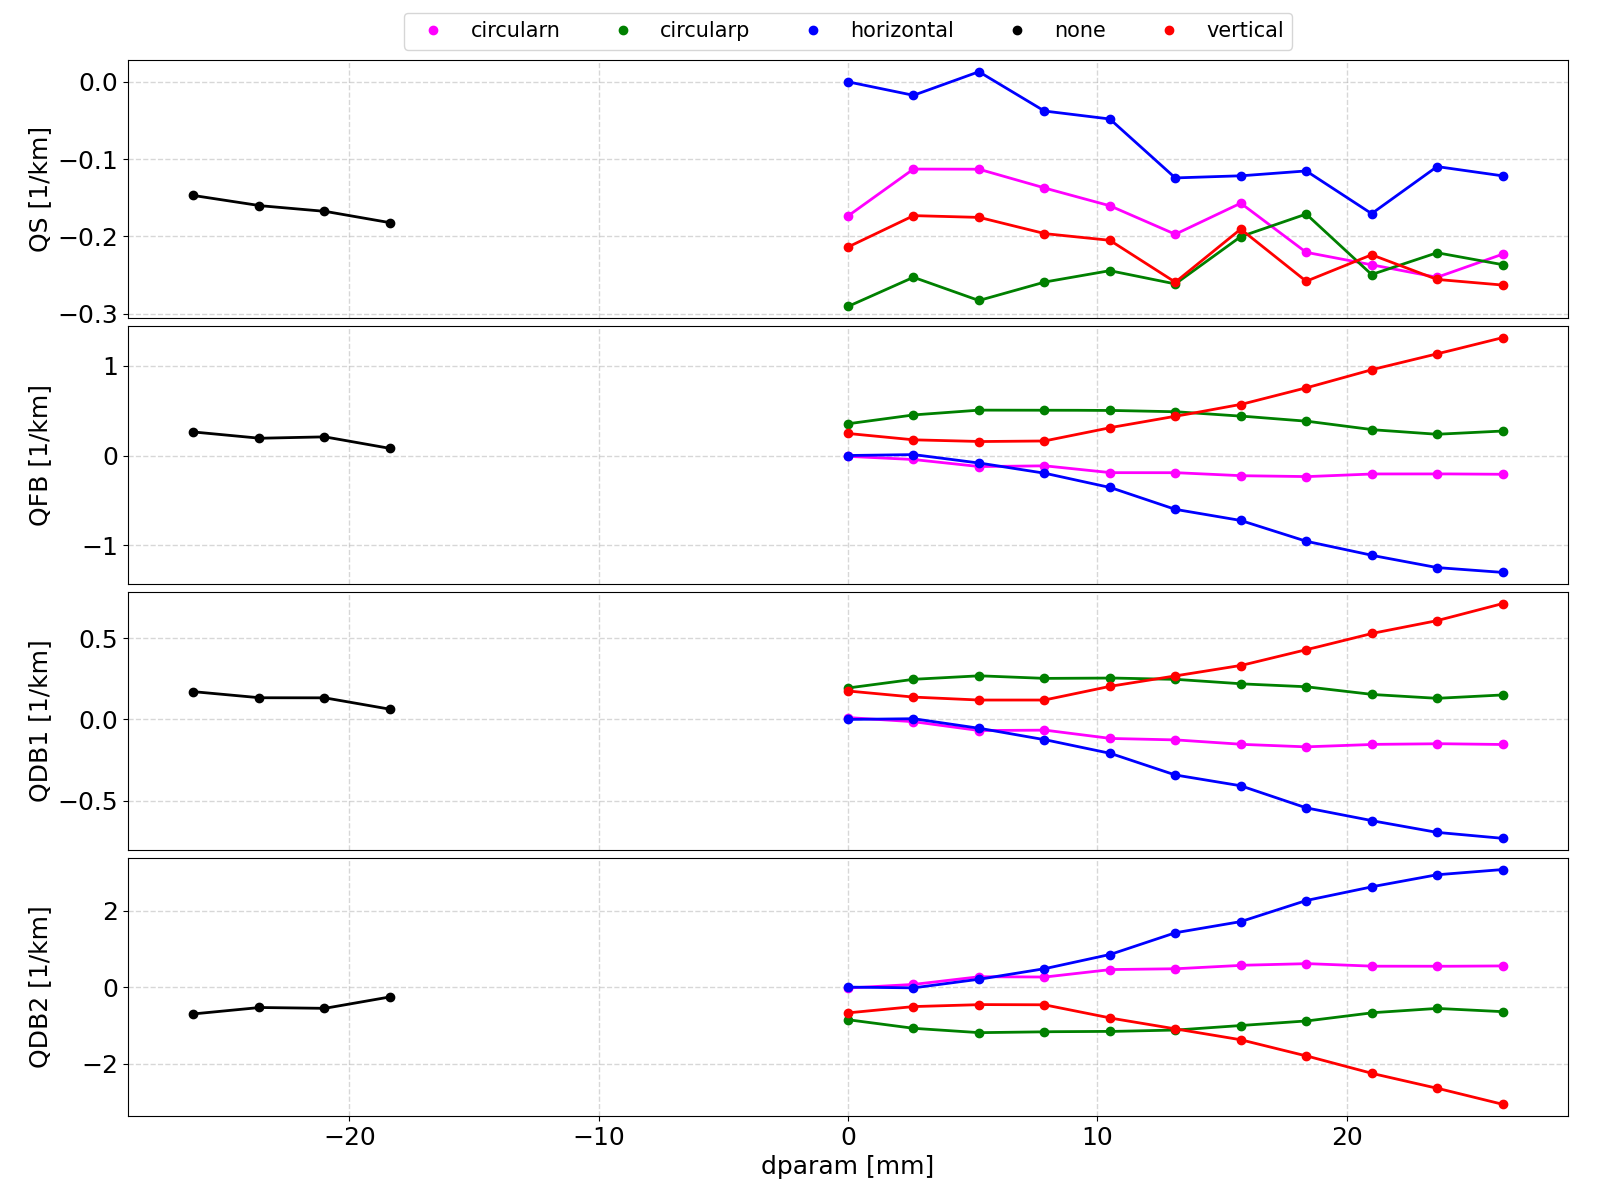 circularn circularp horizontal none vertical
0.0
−0.1
−0.2
−0.3
QS [1/km]
1
0
−1
QFB [1/km]
0.5
0.0
−0.5
QDB1 [1/km]
2
0
−2
QDB2 [1/km]
−20 −10 0 10 20
dparam [mm]